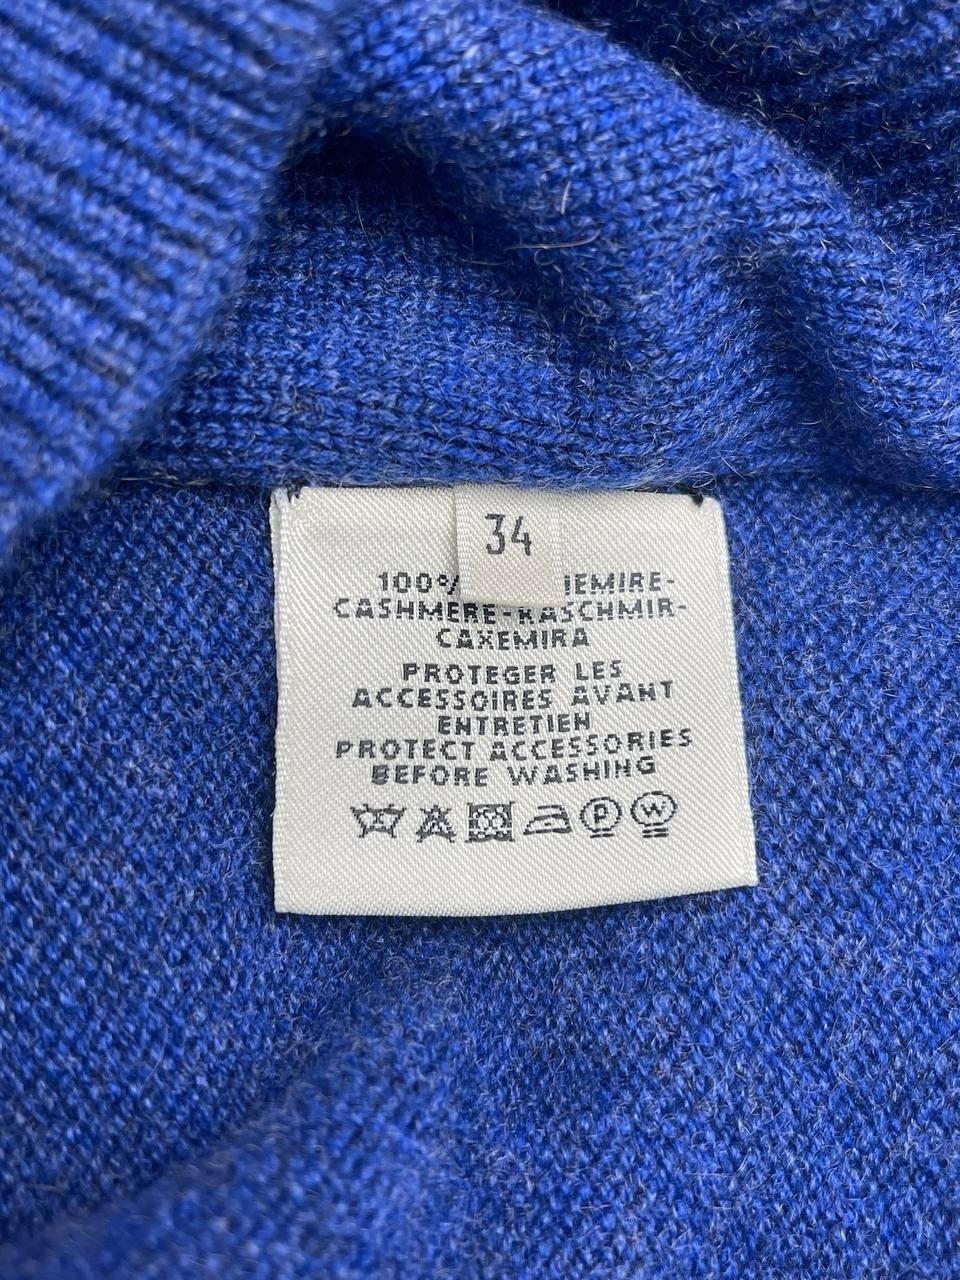 34
100% IEMIRE-
CASHMERE-KASCHMIR-
CAXEMIRA
PROTEGER LES
ACCESSOIRES AVANT
ENTRETIEN
PROTECT ACCESSORIES
BEFORE WASHING
P W